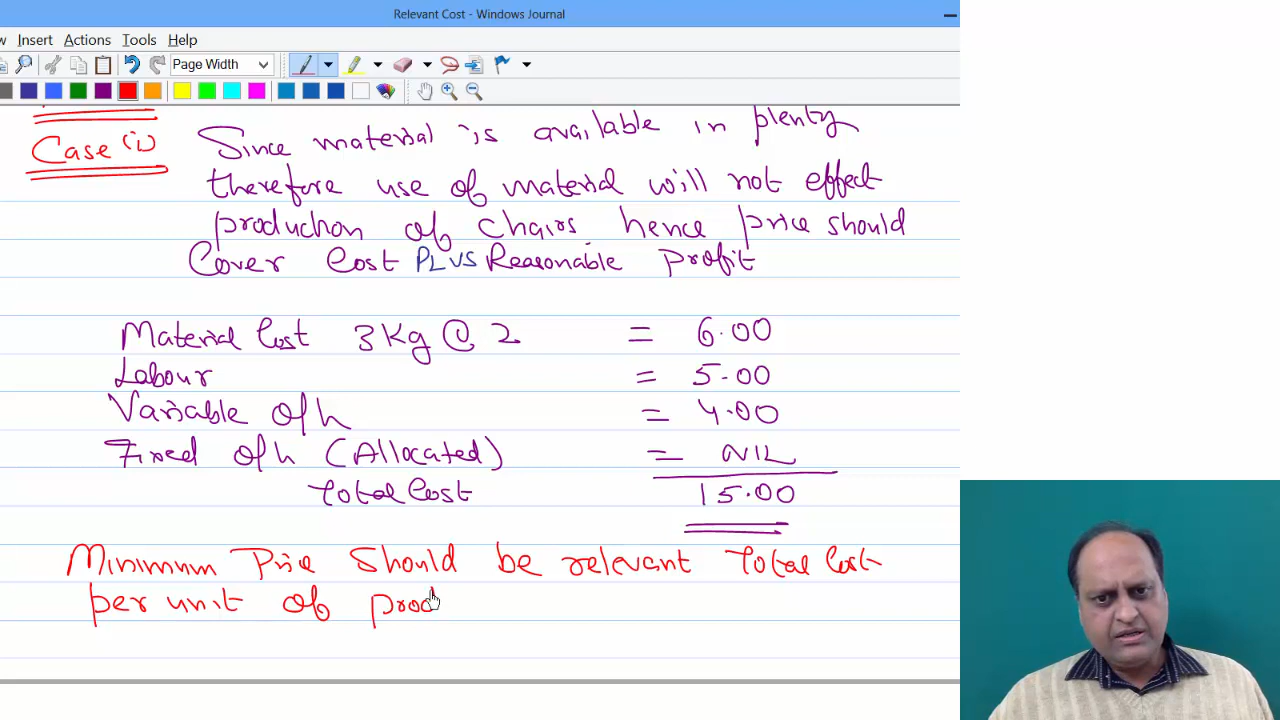 Relevant Cost - Windows Journal
Insert Actions Tools Help
Page Width
Case (i) Since material is available in plenty
therefore use of material will not effect
production of chairs hence price should
Cover Cost PLUS Reasonable profit
Material Cost 3Kg @ 2 = 6.00
Labour = 5.00
Variable o/h = 4.00
Fixed o/h (Allocated) = NIL
Total Cost 15.00
Minimum Price Should be relevant Total Cost
per unit of proc